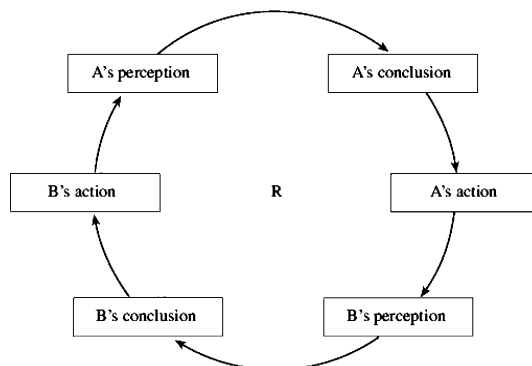 A's perception
A's conclusion
B's action
R
A's action
B's conclusion
B's perception